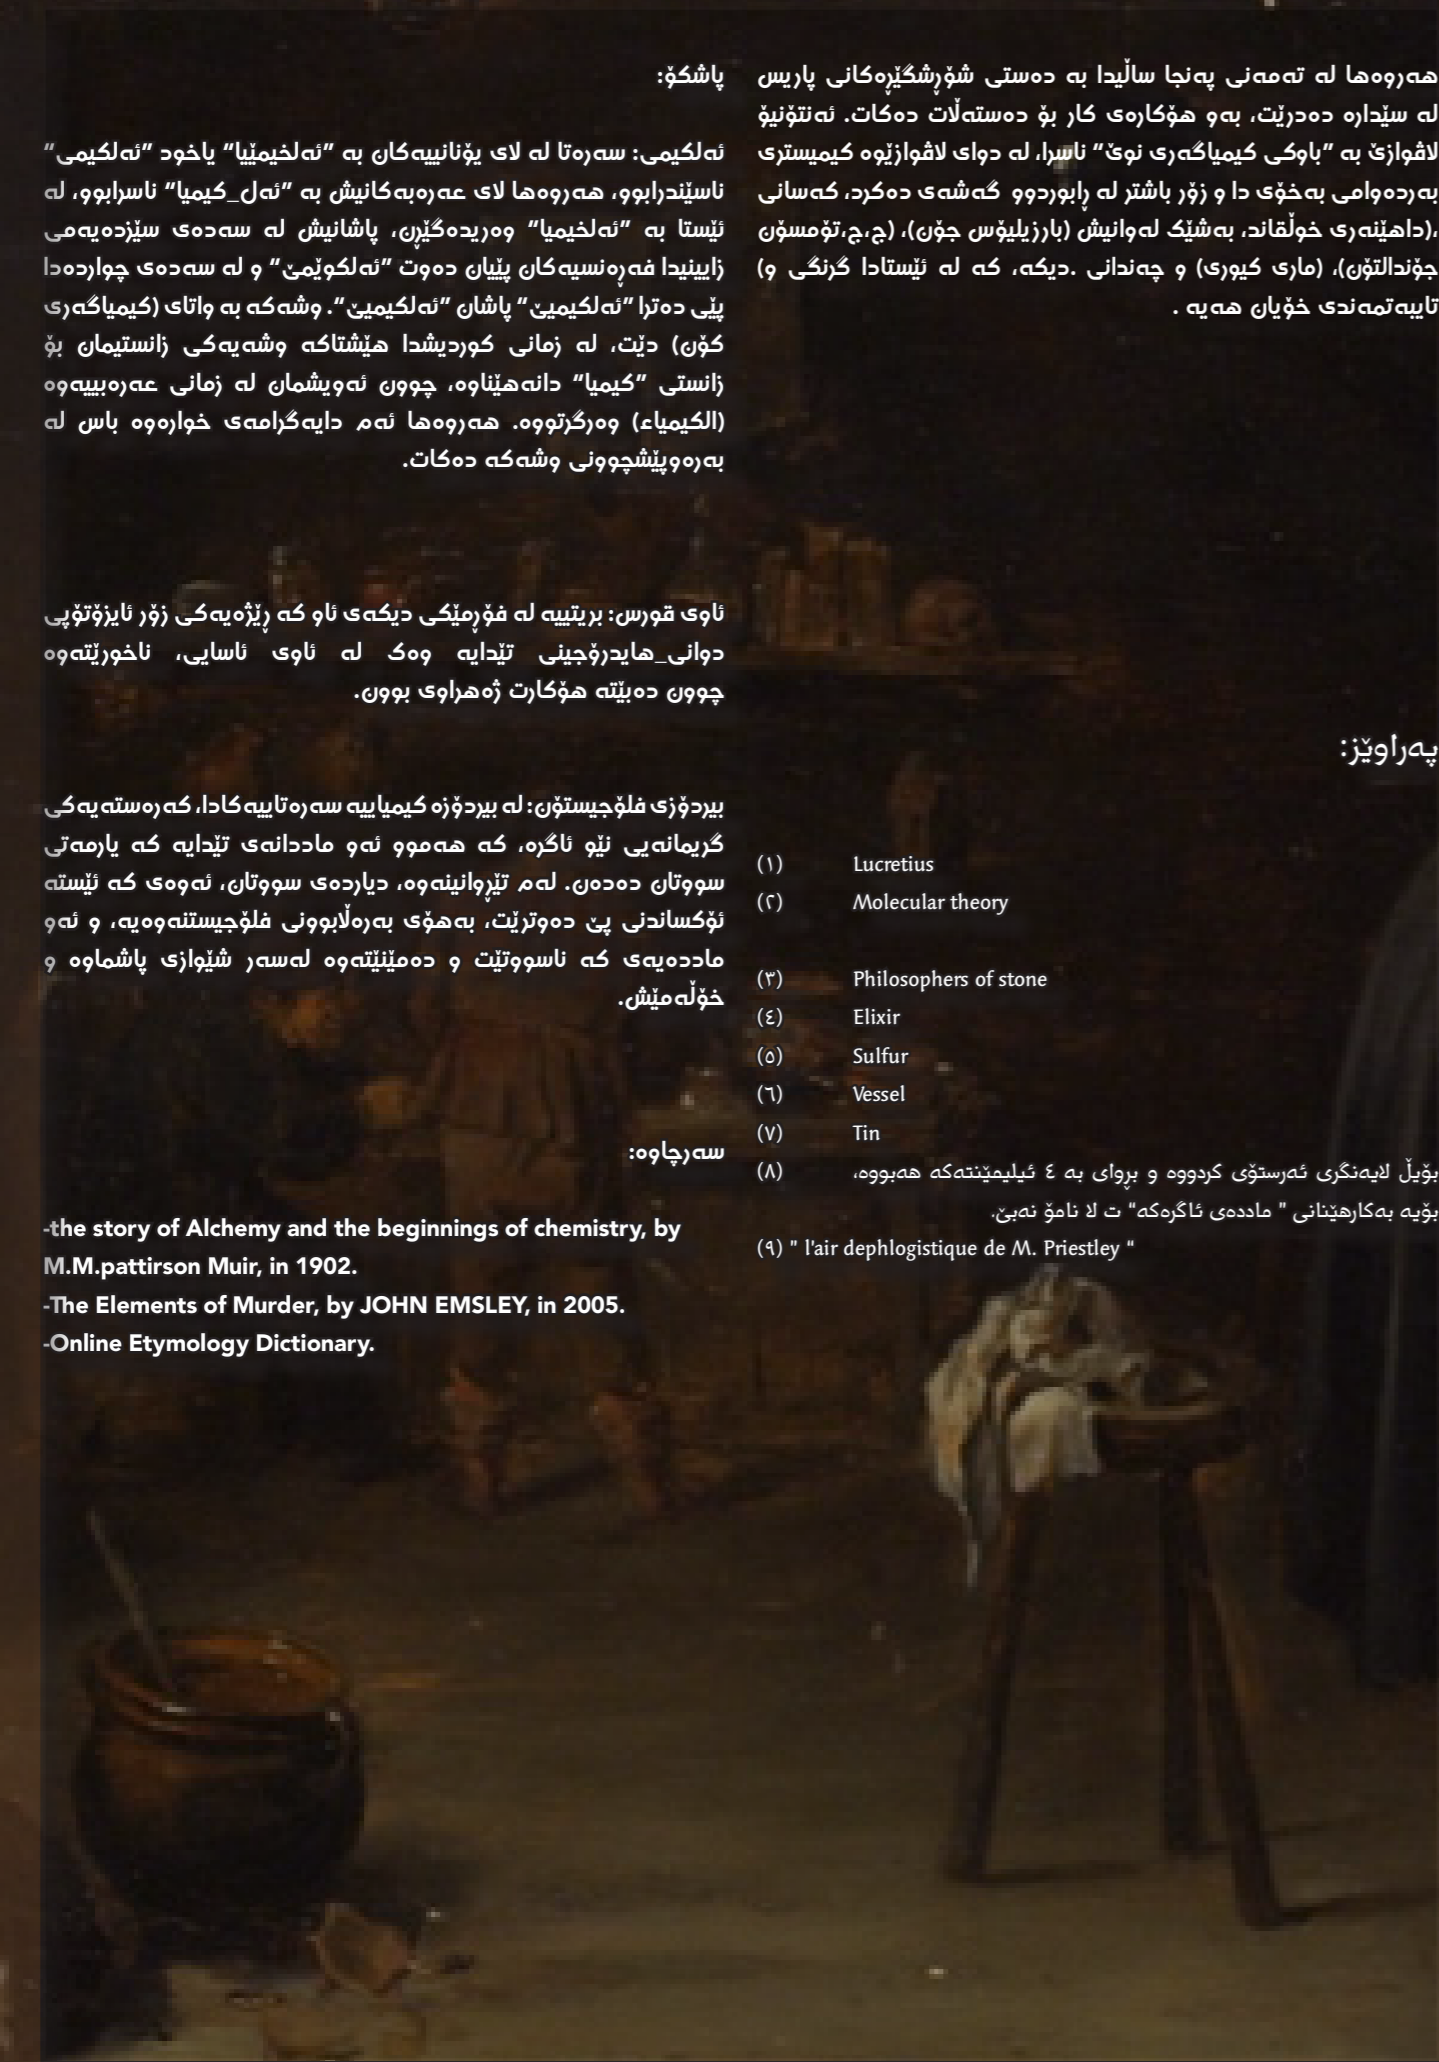 هەروەها لە تەمەنی پەنجا ساڵیدا بە دەستی شۆڕشگێڕەکانی پاریس
لە سێدارە دەدرێت، بەو هۆکارەی کار بۆ دەستەڵات دەکات. ئەنتۆنیۆ
لاڤوازێ بە ”باوکی کیمیاگەری نوێ“ ناسرا، لە دوای لاڤوازێوە کیمیستری
بەردەوامی بەخۆی دا و زۆر باشتر لە ڕابوردوو گەشەی دەکرد، کەسانی
،(داهێنەری خوڵقاند، بەشێک لەوانیش (بارزیلیۆس جۆن)، (ج،ج،تۆمسۆن
جۆندالتۆن)، (ماری کیوری) و چەندانی .دیکە، کە لە ئێستادا گرنگی و)
تایبەتمەندی خۆیان هەیە .
پەراوێز:
(١) Lucretius
(٢) Molecular theory
(٣) Philosophers of stone
(٤) Elixir
(٥) Sulfur
(٦) Vessel
(٧) Tin
(٨) بۆیڵ لایەنگری ئەرستۆی کردووە و بڕوای بە ٤ ئیلیمێنتەکە هەبووە،
بۆیە بەکارهێنانی ” ماددەی ئاگرەکە“ ت لا نامۆ نەبێ.
(٩) ” l'air dephlogistique de M. Priestley “
پاشکۆ:
ئەلکیمی: سەرەتا لە لای یۆنانییەکان بە ”ئەلخیمێیا“ یاخود ”ئەلکیمی“
ناسێندرابوو، هەروەها لای عەرەبەکانیش بە ”ئەل_کیمیا“ ناسرابوو، لە
ئێستا بە ”ئەلخیمیا“ وەریدەگێڕن، پاشانیش لە سەدەی سێزدەیەمی
زایینیدا فەڕەنسیەکان پێیان دەوت ”ئەلکوێمێ“ و لە سەدەی چواردەدا
پێی دەترا ”ئەلکیمیێ“ پاشان ”ئەلکیمیێ“. وشەکە بە واتای (کیمیاگەری
کۆن) دێت، لە زمانی کوردیشدا هێشتاکە وشەیەکی زانستیمان بۆ
زانستی ”کیمیا“ دانەهێناوە، چوون ئەویشمان لە زمانی عەرەبییەوە
(الكيمياء) وەرگرتووە. هەروەها ئەم دایەگرامەی خوارەوە باس لە
بەرەوپێشچوونی وشەکە دەکات.
ئاوی قورس: بریتییە لە فۆڕمێکی دیکەی ئاو کە ڕێژەیەکی زۆر ئایزۆتۆپی
دوانی_هایدرۆجینی تێدایە وەک لە ئاوی ئاسایی، ناخورێتەوە
چوون دەبێتە هۆکارت ژەهراوی بوون.
بیردۆزی فلۆجیستۆن: لە بیردۆزە کیمیاییە سەرەتاییەکادا، کەرەستەیەکی
گریمانەیی نێو ئاگرە، کە هەموو ئەو ماددانەی تێدایە کە یارمەتی
سووتان دەدەن. لەم تێڕوانینەوە، دیاردەی سووتان، ئەوەی کە ئێستە
ئۆکساندنی پێ دەوترێت، بەهۆی بەرەڵابوونی فلۆجیستنەوەیە، و ئەو
ماددەیەی کە ناسووتێت و دەمێنێتەوە لەسەر شێوازی پاشماوە و
خۆڵەمێش.
سەرچاوە:
-the story of Alchemy and the beginnings of chemistry, by
M.M.pattirson Muir, in 1902.
-The Elements of Murder, by JOHN EMSLEY, in 2005.
-Online Etymology Dictionary.